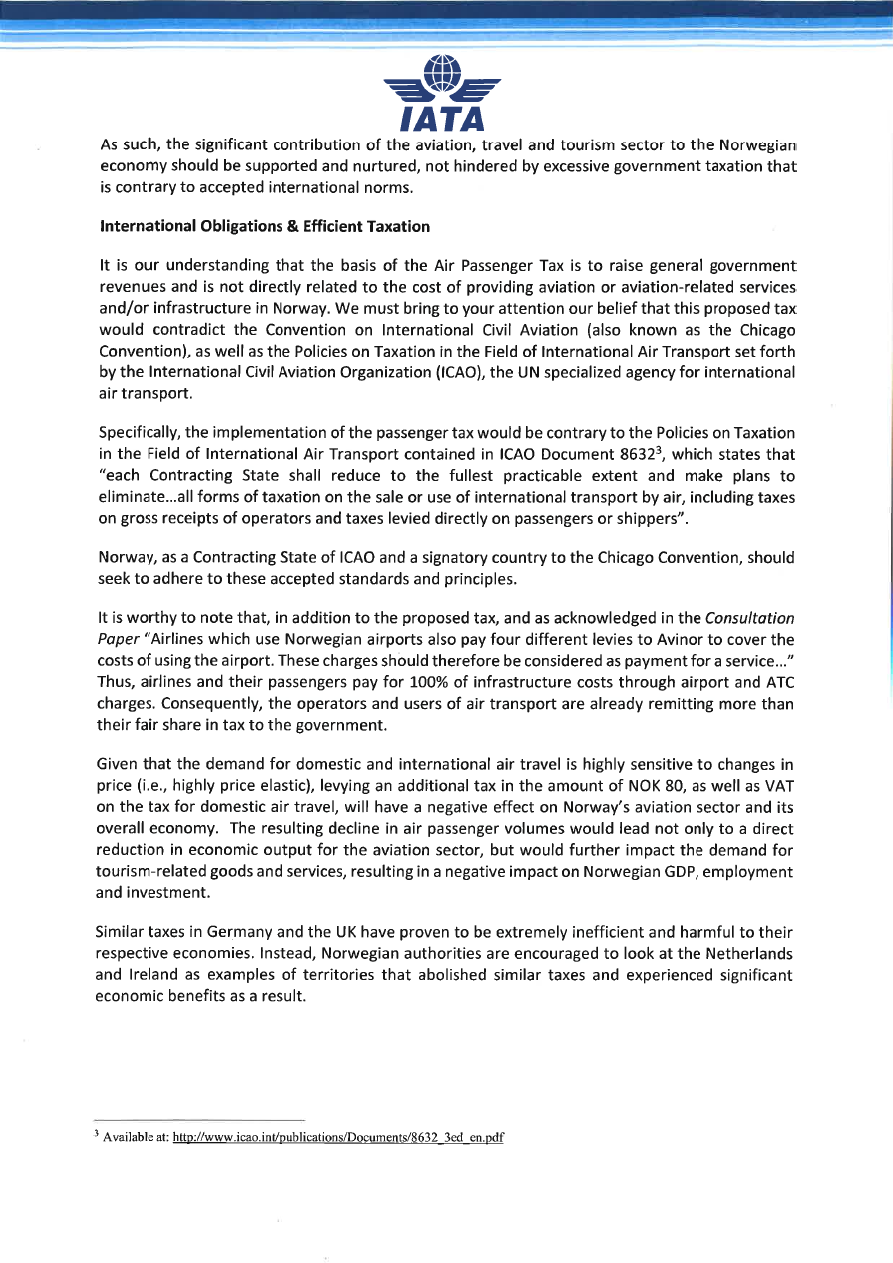 IATA
As such, the significant contribution of the aviation, travel and tourism sector to the Norwegian
economy should be supported and nurtured, not hindered by excessive government taxation that
is contrary to accepted international norms.
International Obligations & Efficient Taxation
It is our understanding that the basis of the Air Passenger Tax is to raise general government
revenues and is not directly related to the cost of providing aviation or aviation-related services
and/or infrastructure in Norway. We must bring to your attention our belief that this proposed tax
would contradict the Convention on International Civil Aviation (also known as the Chicago
Convention), as well as the Policies on Taxation in the Field of International Air Transport set forth
by the International Civil Aviation Organization (ICAO), the UN specialized agency for international
air transport.
Specifically, the implementation of the passenger tax would be contrary to the Policies on Taxation
in the Field of International Air Transport contained in ICAO Document 8632³, which states that
"each Contracting State shall reduce to the fullest practicable extent and make plans to
eliminate...all forms of taxation on the sale or use of international transport by air, including taxes
on gross receipts of operators and taxes levied directly on passengers or shippers".
Norway, as a Contracting State of ICAO and a signatory country to the Chicago Convention, should
seek to adhere to these accepted standards and principles.
It is worthy to note that, in addition to the proposed tax, and as acknowledged in the Consultation
Paper "Airlines which use Norwegian airports also pay four different levies to Avinor to cover the
costs of using the airport. These charges should therefore be considered as payment for a service..."
Thus, airlines and their passengers pay for 100% of infrastructure costs through airport and ATC
charges. Consequently, the operators and users of air transport are already remitting more than
their fair share in tax to the government.
Given that the demand for domestic and international air travel is highly sensitive to changes in
price (i.e., highly price elastic), levying an additional tax in the amount of NOK 80, as well as VAT
on the tax for domestic air travel, will have a negative effect on Norway's aviation sector and its
overall economy. The resulting decline in air passenger volumes would lead not only to a direct
reduction in economic output for the aviation sector, but would further impact the demand for
tourism-related goods and services, resulting in a negative impact on Norwegian GDP, employment
and investment.
Similar taxes in Germany and the UK have proven to be extremely inefficient and harmful to their
respective economies. Instead, Norwegian authorities are encouraged to look at the Netherlands
and Ireland as examples of territories that abolished similar taxes and experienced significant
economic benefits as a result.
³ Available at: http://www.icao.int/publications/Documents/8632_3ed_en.pdf